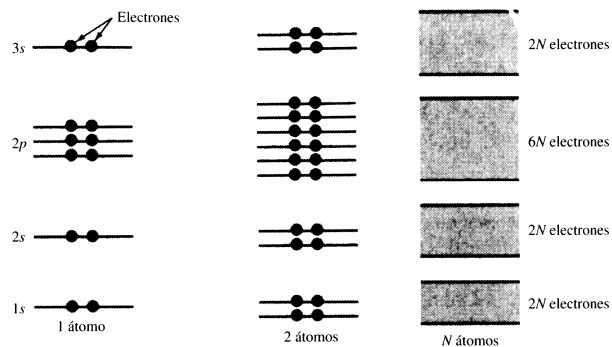 Electrones
3s
2N electrones
2p
6N electrones
2s
2N electrones
1s
2N electrones
1 átomo
2 átomos
N átomos